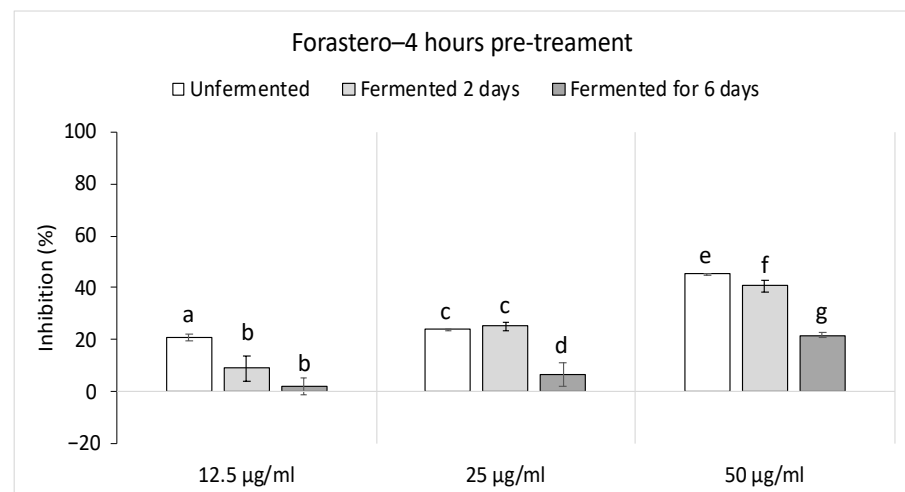 Forastero–4 hours pre-treament
Unfermented Fermented 2 days Fermented for 6 days
100
80
60
40
20
0
−20
Inhibition (%)
a b b c c d e f g
12.5 µg/ml 25 µg/ml 50 µg/ml